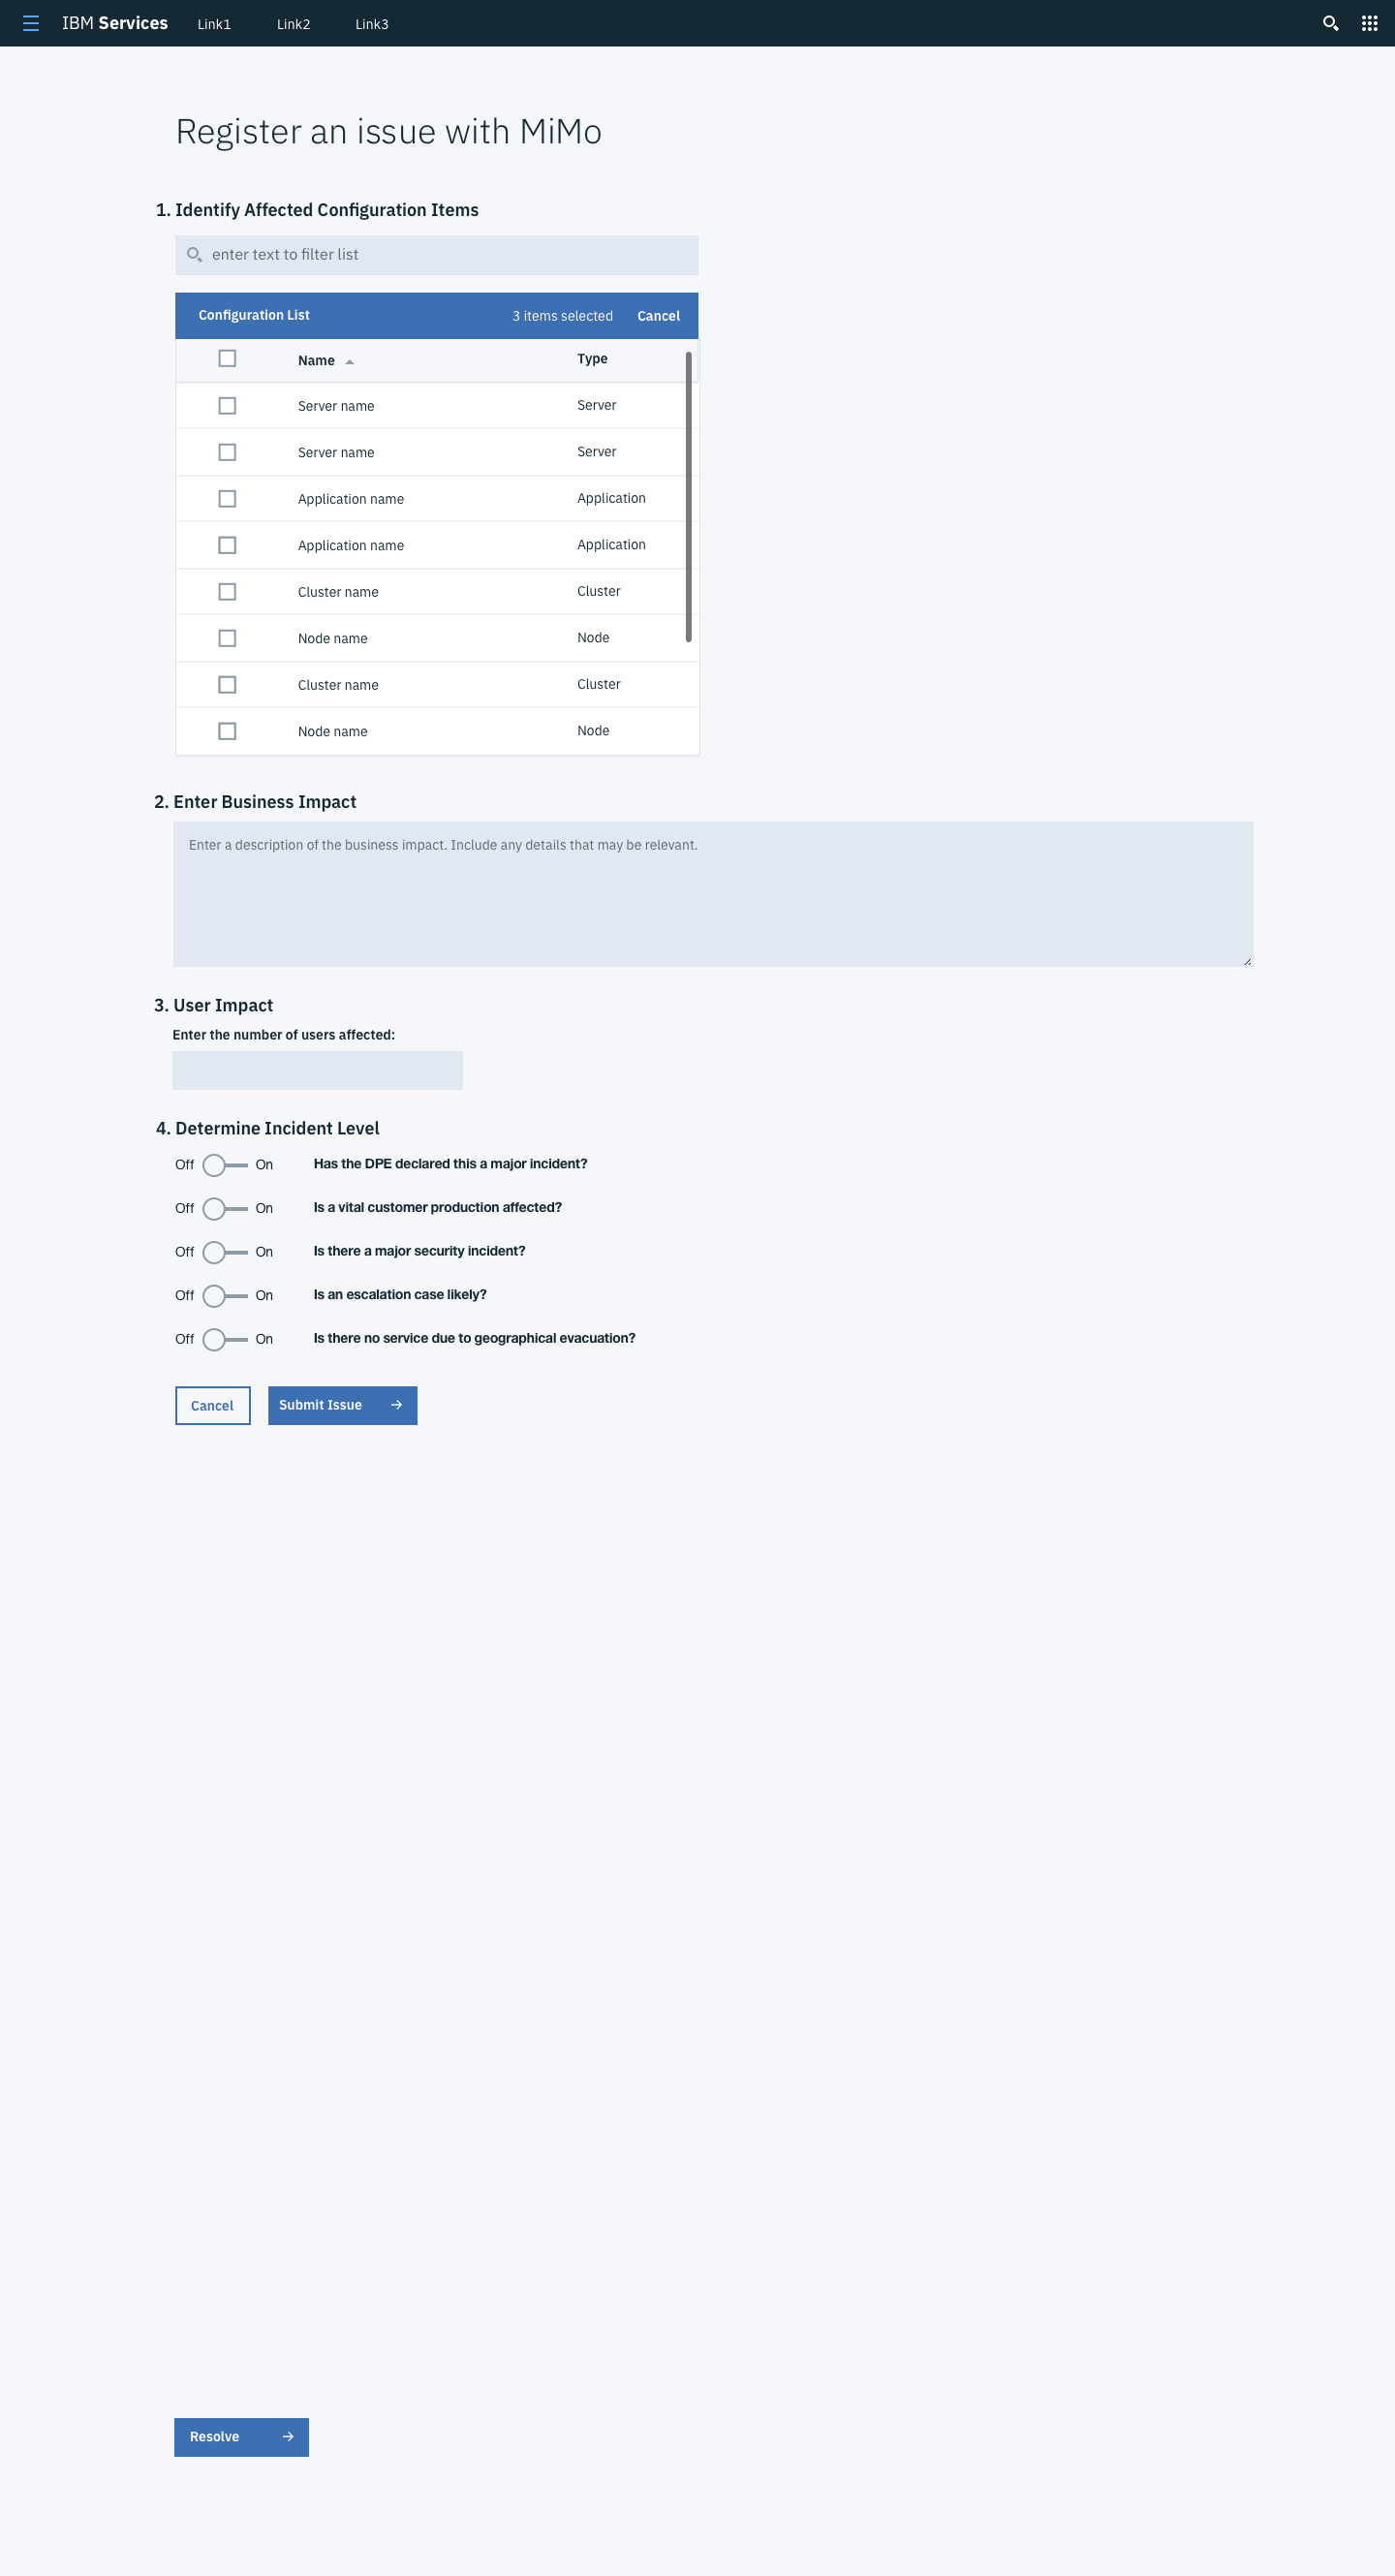 IBM Services Link1 Link2 Link3
Register an issue with MiMo
1. Identify Affected Configuration Items
enter text to filter list
Configuration List 3 items selected Cancel
Name Type
Server name Server
Server name Server
Application name Application
Application name Application
Cluster name Cluster
Node name Node
Cluster name Cluster
Node name Node
2. Enter Business Impact
Enter a description of the business impact. Include any details that may be relevant.
3. User Impact
Enter the number of users affected:
4. Determine Incident Level
Off On Has the DPE declared this a major incident?
Off On Is a vital customer production affected?
Off On Is there a major security incident?
Off On Is an escalation case likely?
Off On Is there no service due to geographical evacuation?
Cancel Submit Issue →
Resolve →